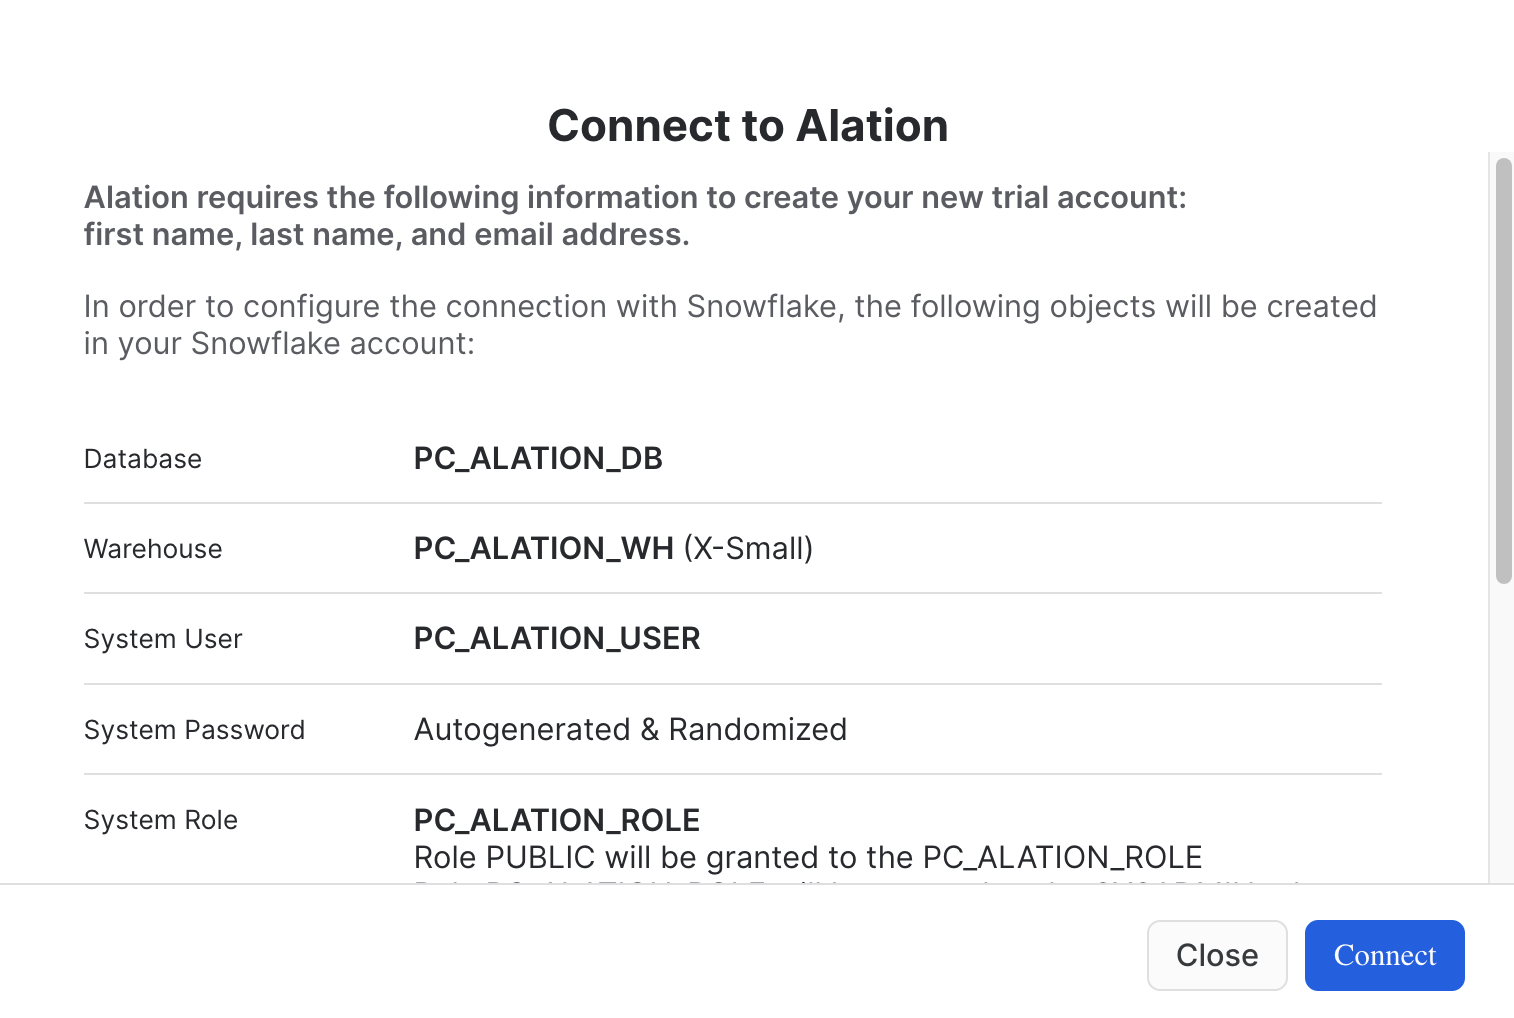 Connect to Alation
Alation requires the following information to create your new trial account:
first name, last name, and email address.
In order to configure the connection with Snowflake, the following objects will be created
in your Snowflake account:
Database PC_ALATION_DB
Warehouse PC_ALATION_WH (X-Small)
System User PC_ALATION_USER
System Password Autogenerated & Randomized
System Role PC_ALATION_ROLE
Role PUBLIC will be granted to the PC_ALATION_ROLE
Close Connect